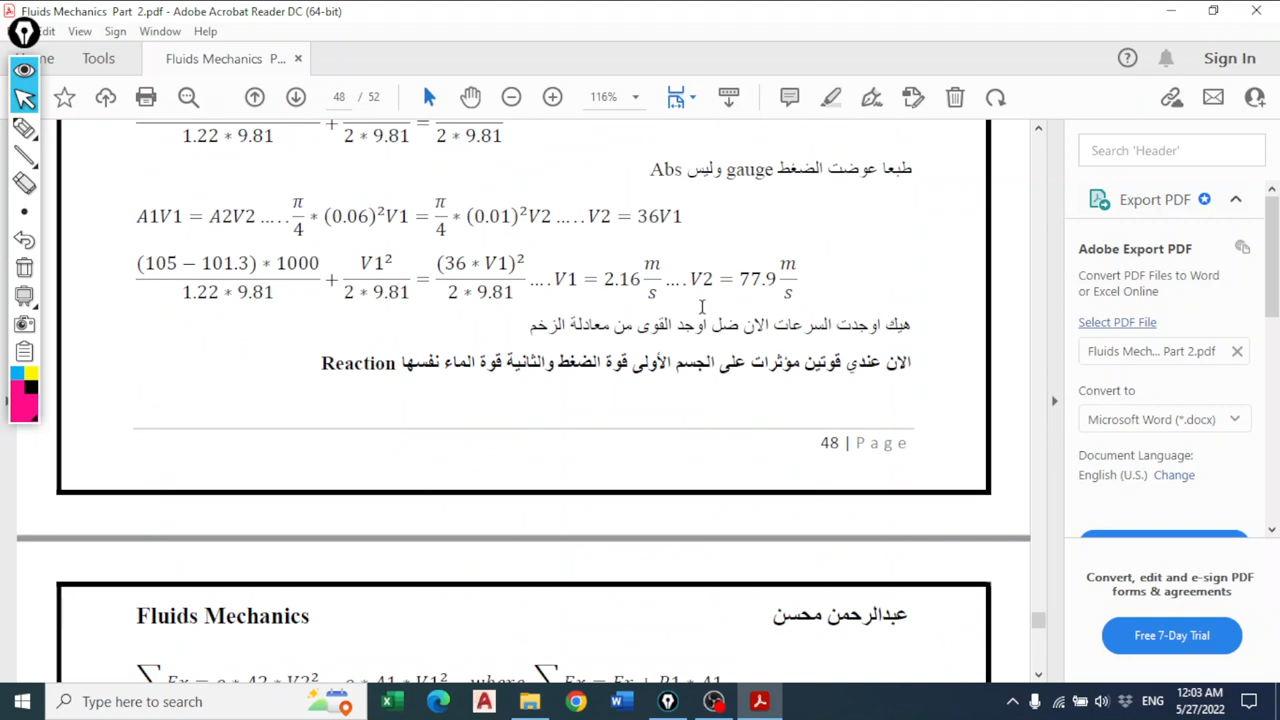 Fluids Mechanics Part 2.pdf - Adobe Acrobat Reader DC (64-bit)
View Sign Window Help
Tools Fluids Mechanics P... Sign In
48 / 52 116%
1.22 * 9.81 + 2 * 9.81 = 2 * 9.81
طبعا عوضت الضغط gauge وليس Abs
A1V1 = A2V2 ..... π/4 * (0.06)²V1 = π/4 * (0.01)²V2 ..... V2 = 36V1
(105 − 101.3) * 1000 / 1.22 * 9.81 + V1² / 2 * 9.81 = (36 * V1)² / 2 * 9.81 .... V1 = 2.16 m/s .... V2 = 77.9 m/s
هيك اوجدت السرعات الان ضل أوجد القوى من معادلة الزخم
الان عندي قوتين مؤثرات على الجسم الأولى قوة الضغط والثانية قوة الماء نفسها Reaction
48 | Page
Fluids Mechanics عبدالرحمن محسن
Search 'Header'
Export PDF
Adobe Export PDF
Convert PDF Files to Word
or Excel Online
Select PDF File
Fluids Mech... Part 2.pdf
Convert to
Microsoft Word (*.docx)
Document Language:
English (U.S.) Change
Convert, edit and e-sign PDF
forms & agreements
Free 7-Day Trial
Type here to search
ENG
12:03 AM
5/27/2022